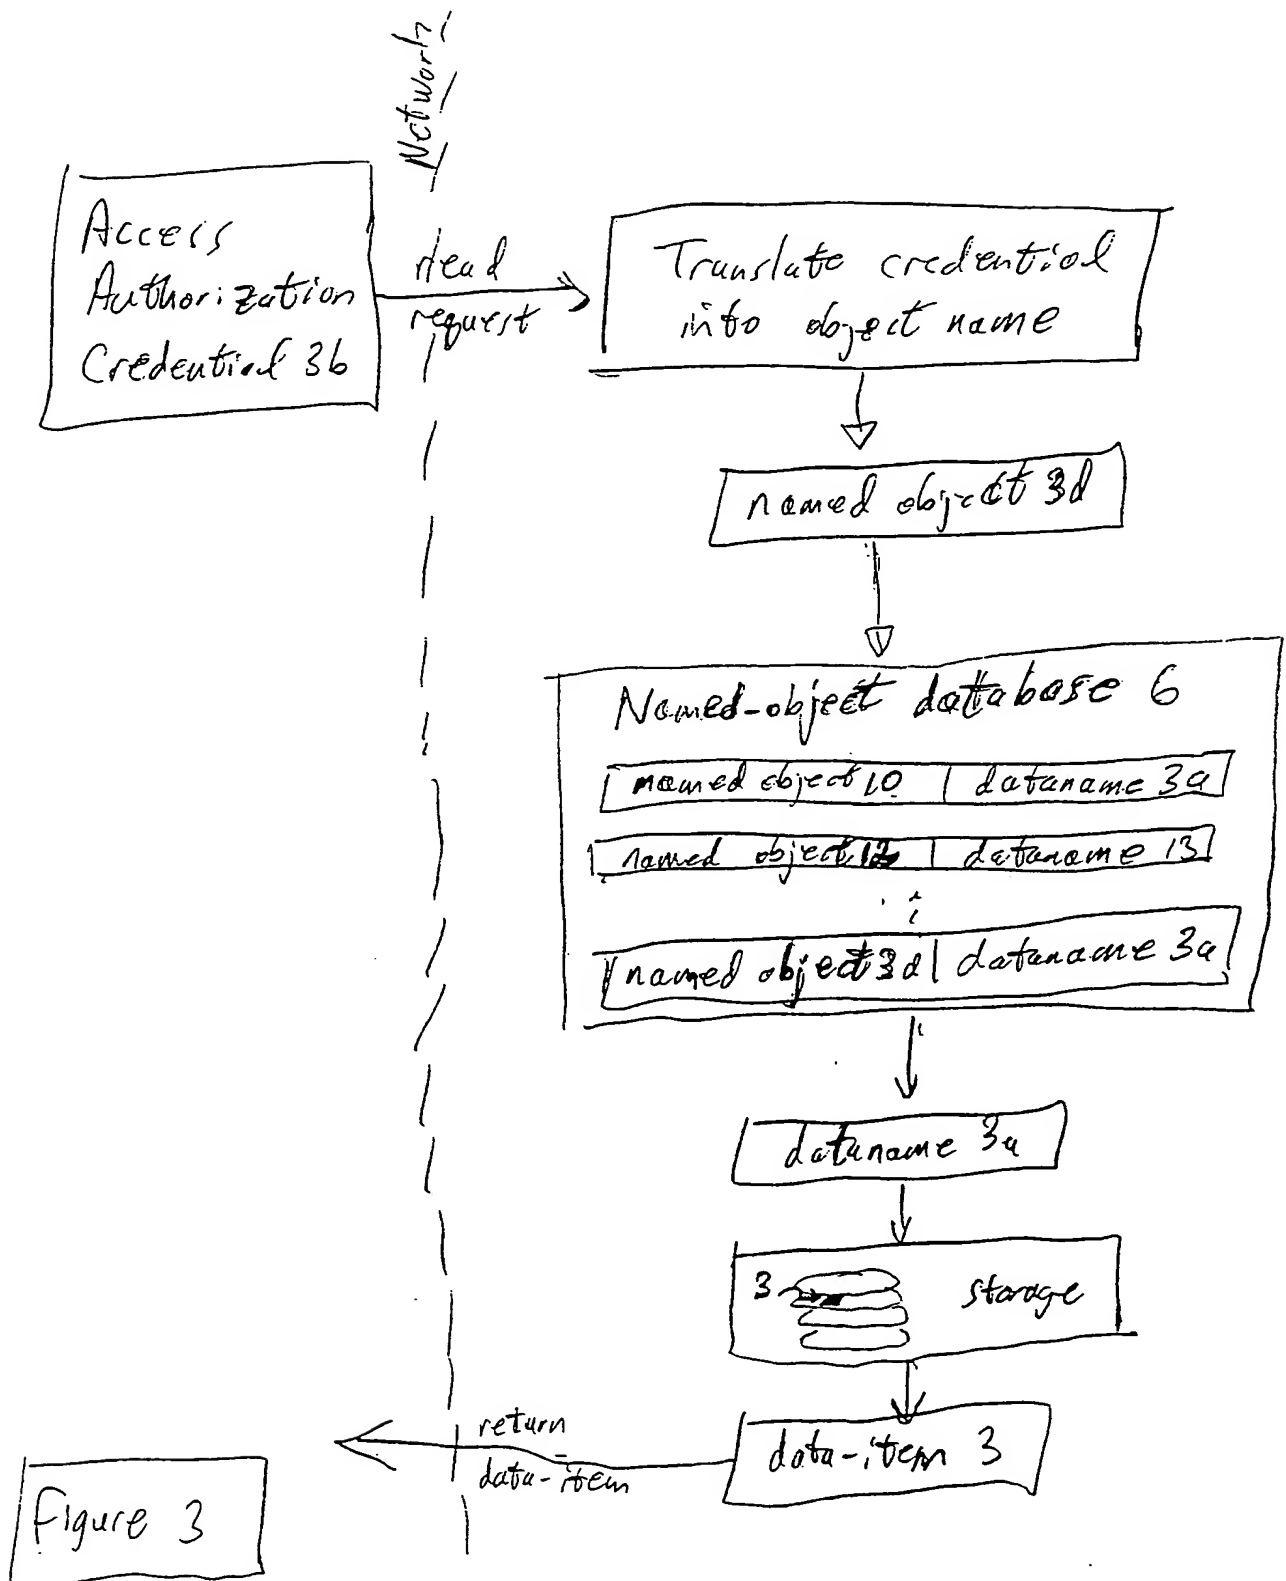 Network
Access
Authorization
Credential 3b
read
request
Translate credential
into object name
named object 3d
Named-object database 6
named object 10 | dataname 3a
named object 12 | dataname 13
named object 3d | dataname 3a
dataname 3a
3
storage
return
data-item
data-item 3
Figure 3